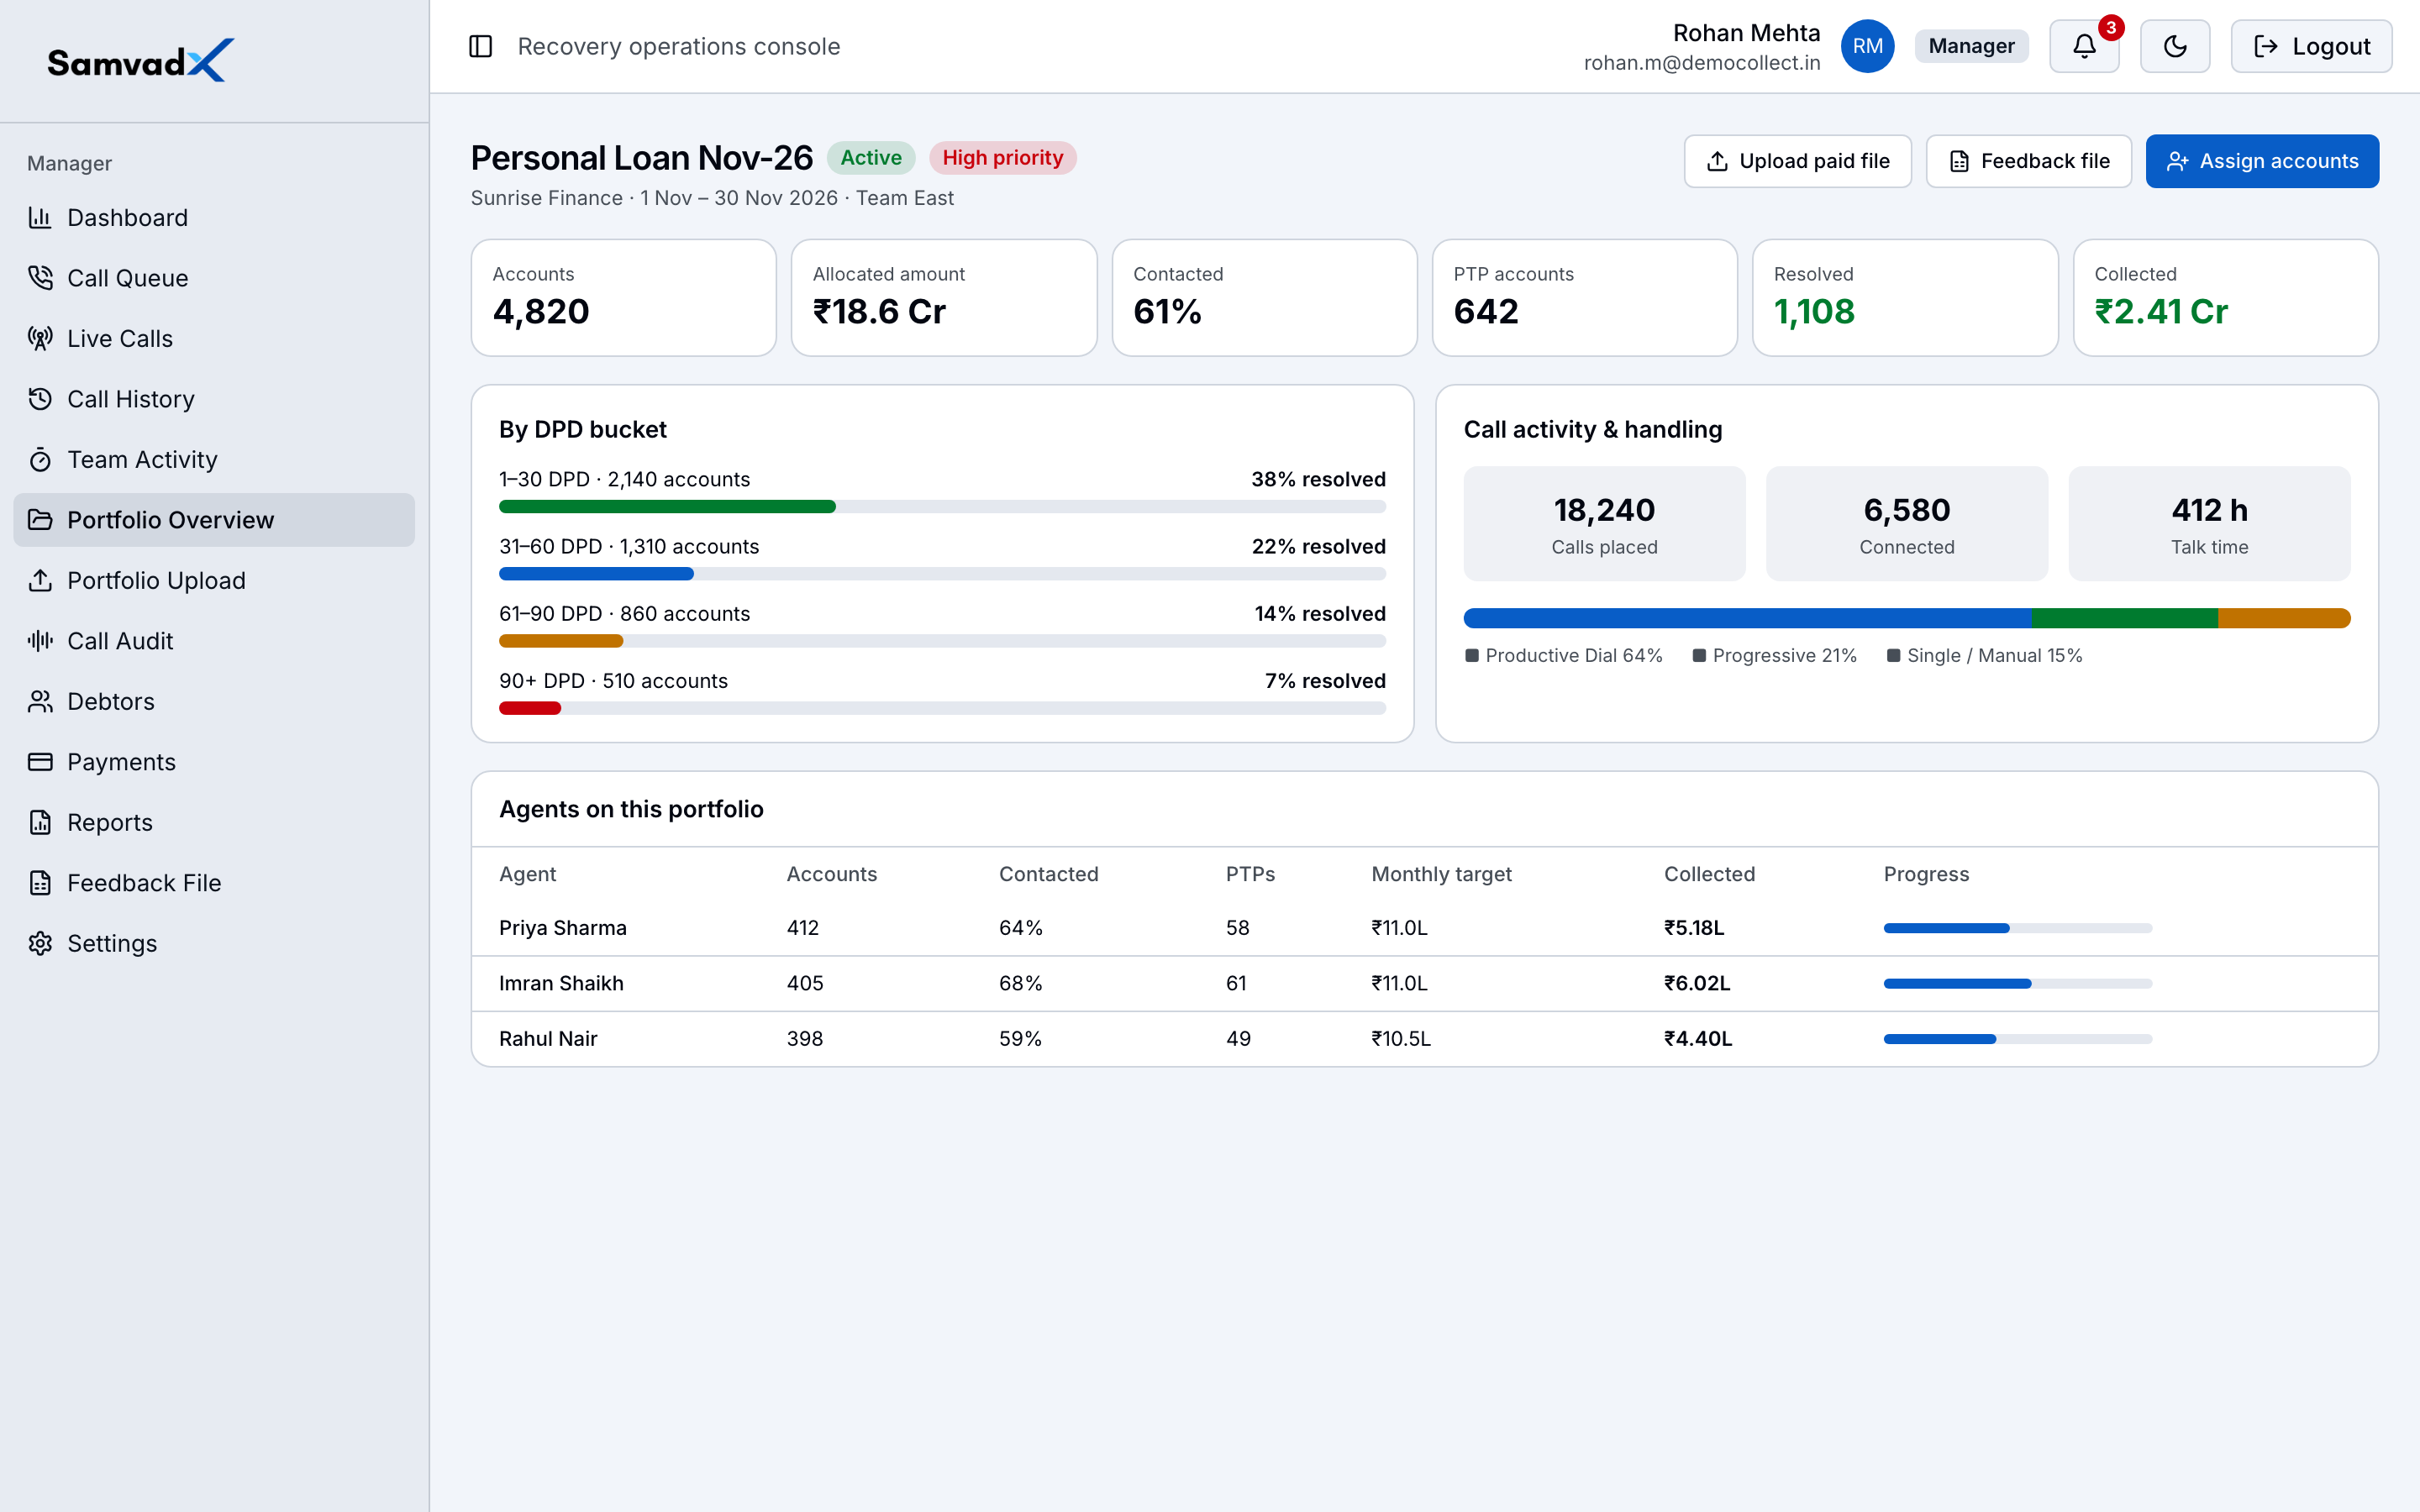 SamvadX
Recovery operations console
Rohan Mehta
rohan.m@democollect.in
RM
Manager
3
Logout
Manager
Dashboard
Call Queue
Live Calls
Call History
Team Activity
Portfolio Overview
Portfolio Upload
Call Audit
Debtors
Payments
Reports
Feedback File
Settings
Personal Loan Nov-26 Active High priority
Sunrise Finance · 1 Nov – 30 Nov 2026 · Team East
Upload paid file
Feedback file
Assign accounts
Accounts
4,820
Allocated amount
₹18.6 Cr
Contacted
61%
PTP accounts
642
Resolved
1,108
Collected
₹2.41 Cr
By DPD bucket
1–30 DPD · 2,140 accounts 38% resolved
31–60 DPD · 1,310 accounts 22% resolved
61–90 DPD · 860 accounts 14% resolved
90+ DPD · 510 accounts 7% resolved
Call activity & handling
18,240
Calls placed
6,580
Connected
412 h
Talk time
Productive Dial 64% Progressive 21% Single / Manual 15%
Agents on this portfolio
Agent Accounts Contacted PTPs Monthly target Collected Progress
Priya Sharma 412 64% 58 ₹11.0L ₹5.18L
Imran Shaikh 405 68% 61 ₹11.0L ₹6.02L
Rahul Nair 398 59% 49 ₹10.5L ₹4.40L